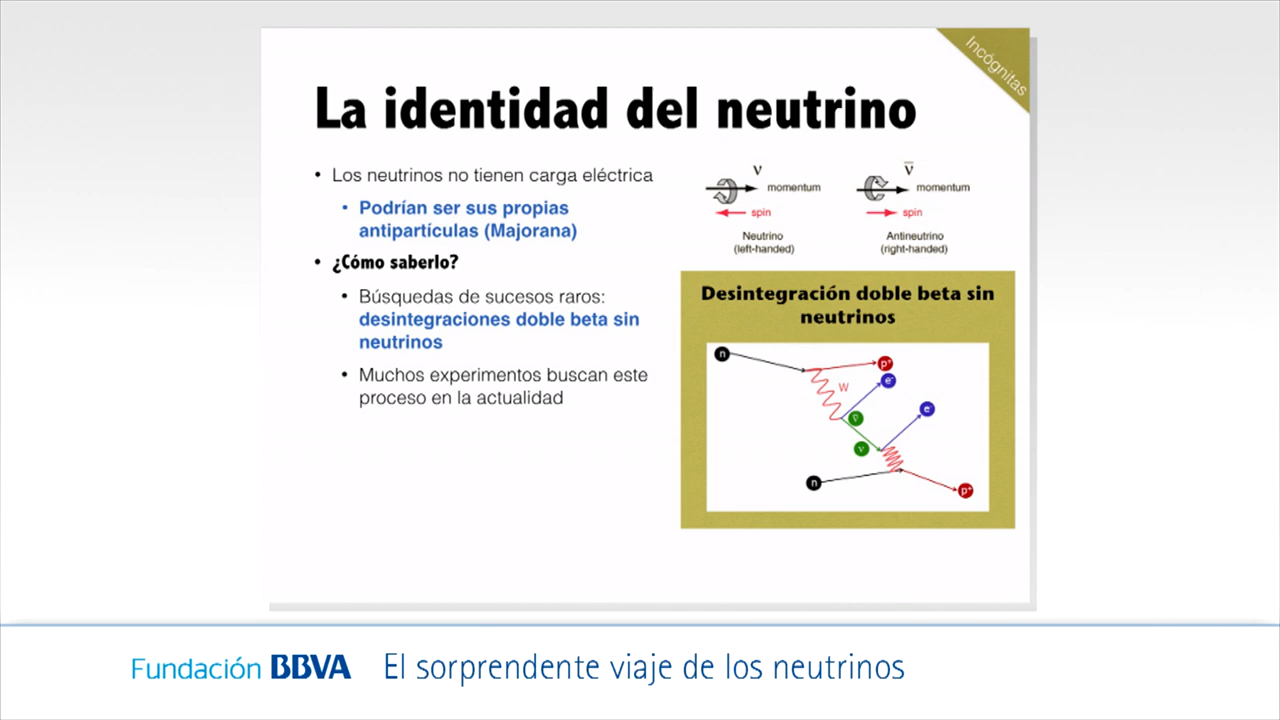 Incógnitas
La identidad del neutrino
• Los neutrinos no tienen carga eléctrica
• Podrían ser sus propias
antipartículas (Majorana)
• ¿Cómo saberlo?
• Búsquedas de sucesos raros:
desintegraciones doble beta sin
neutrinos
• Muchos experimentos buscan este
proceso en la actualidad
ν
momentum
spin
Neutrino
(left-handed)
ν̅
momentum
spin
Antineutrino
(right-handed)
Desintegración doble beta sin
neutrinos
n
p⁺
W
e⁻
ν̅
e⁻
ν
n
p⁺
Fundación BBVA El sorprendente viaje de los neutrinos